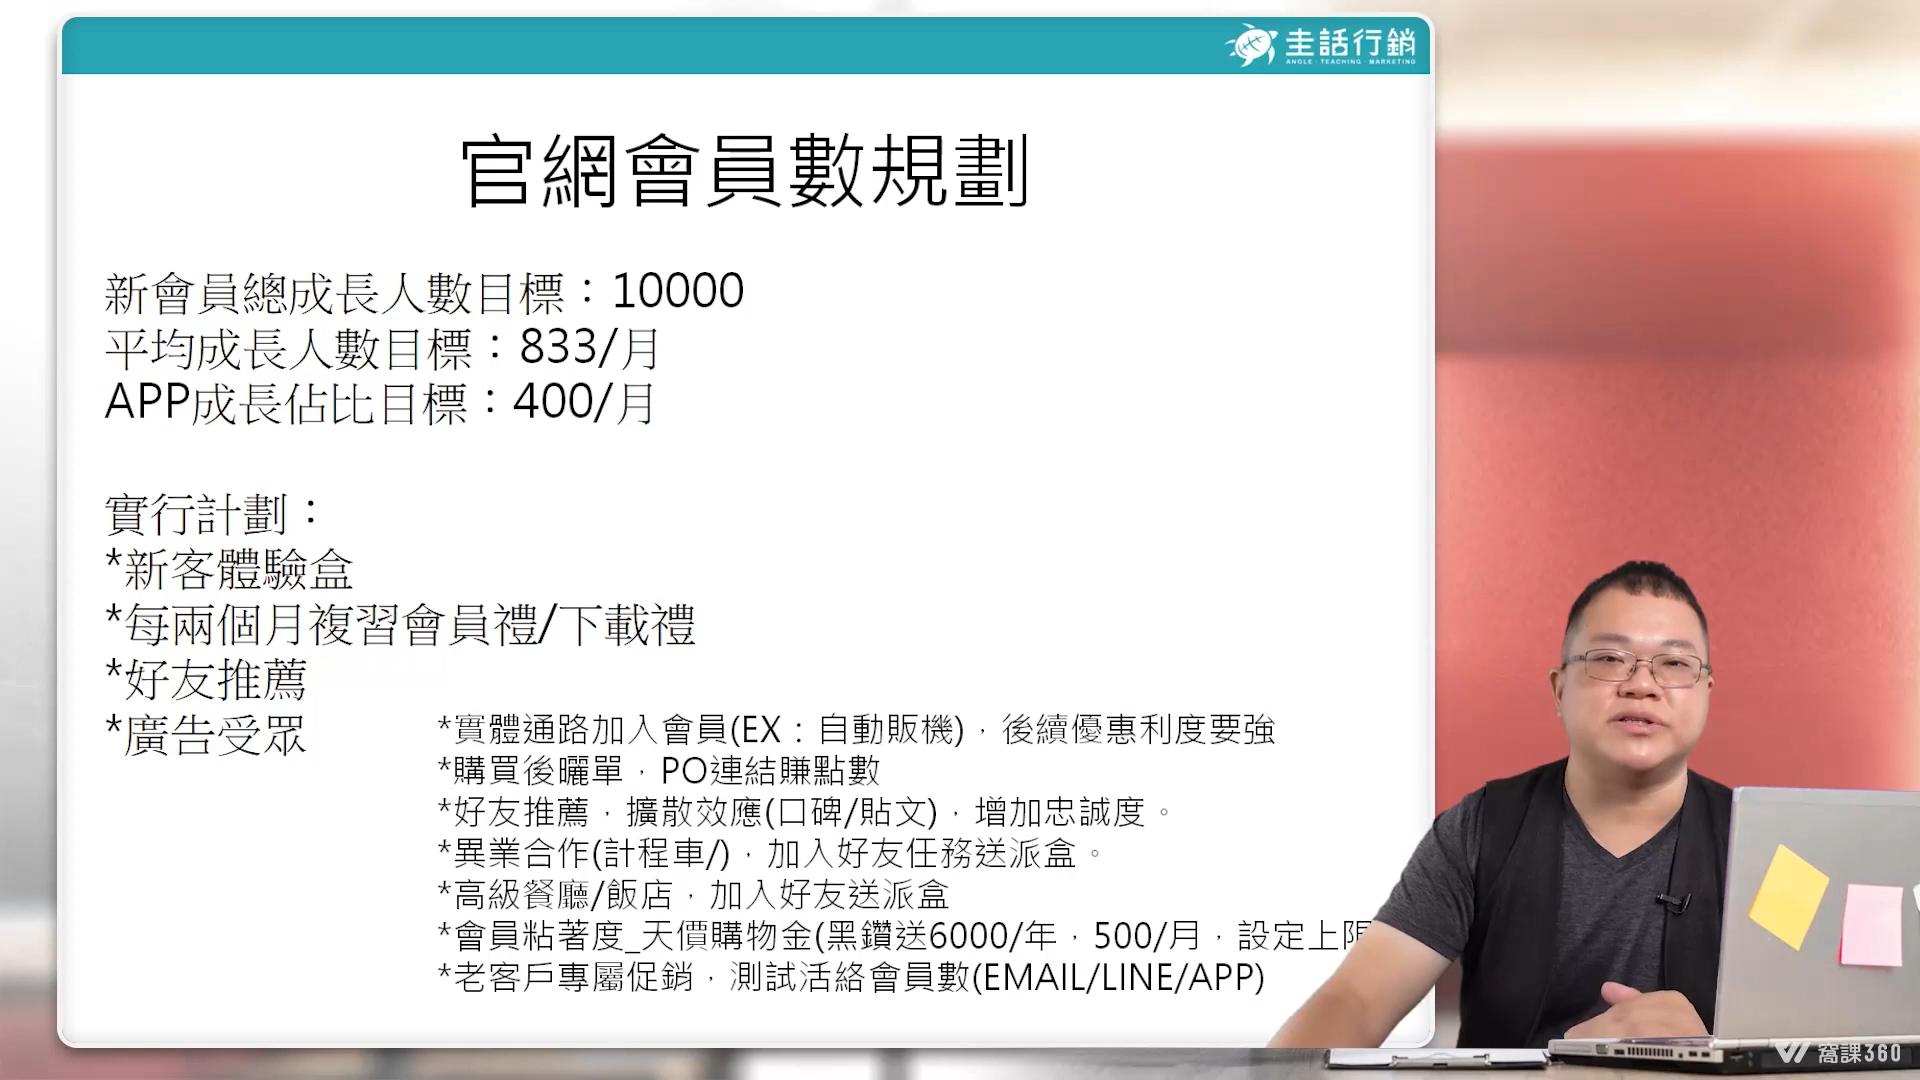 圭話行銷
ANGLE · TEACHING · MARKETING
官網會員數規劃
新會員總成長人數目標：10000
平均成長人數目標：833/月
APP成長佔比目標：400/月
實行計劃：
*新客體驗盒
*每兩個月複習會員禮/下載禮
*好友推薦
*廣告受眾
*實體通路加入會員(EX：自動販機)，後續優惠利度要強
*購買後曬單，PO連結賺點數
*好友推薦，擴散效應(口碑/貼文)，增加忠誠度。
*異業合作(計程車/)，加入好友任務送派盒。
*高級餐廳/飯店，加入好友送派盒
*會員粘著度_天價購物金(黑鑽送6000/年，500/月，設定上限
*老客戶專屬促銷，測試活絡會員數(EMAIL/LINE/APP)
窩課360